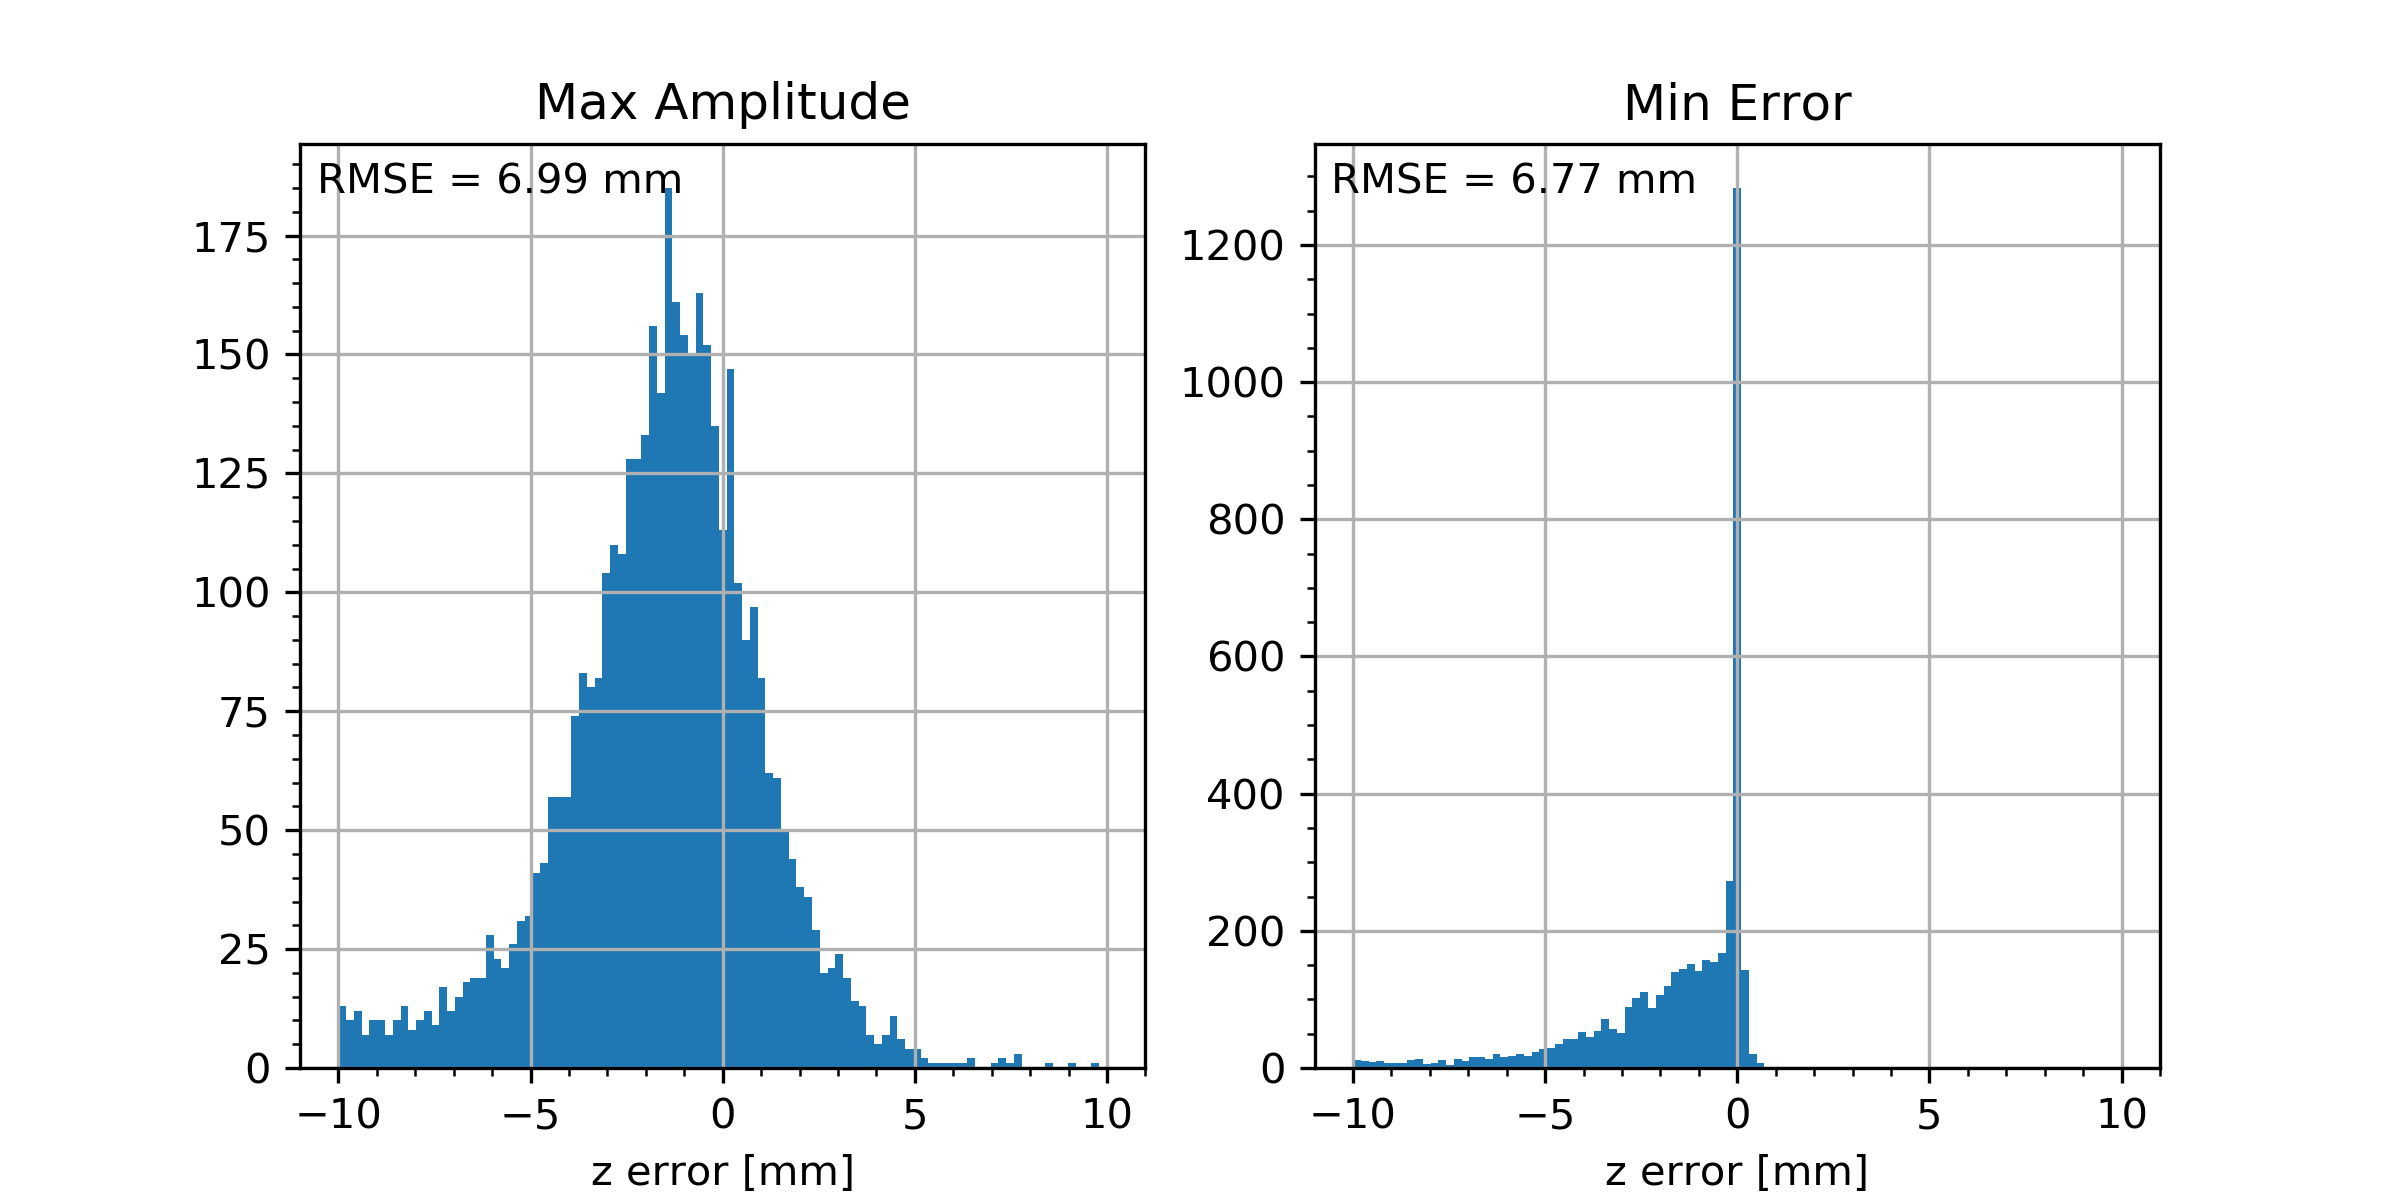 Max Amplitude
RMSE = 6.99 mm
175
150
125
100
75
50
25
0
−10 −5 0 5 10
z error [mm]
Min Error
RMSE = 6.77 mm
1200
1000
800
600
400
200
0
−10 −5 0 5 10
z error [mm]